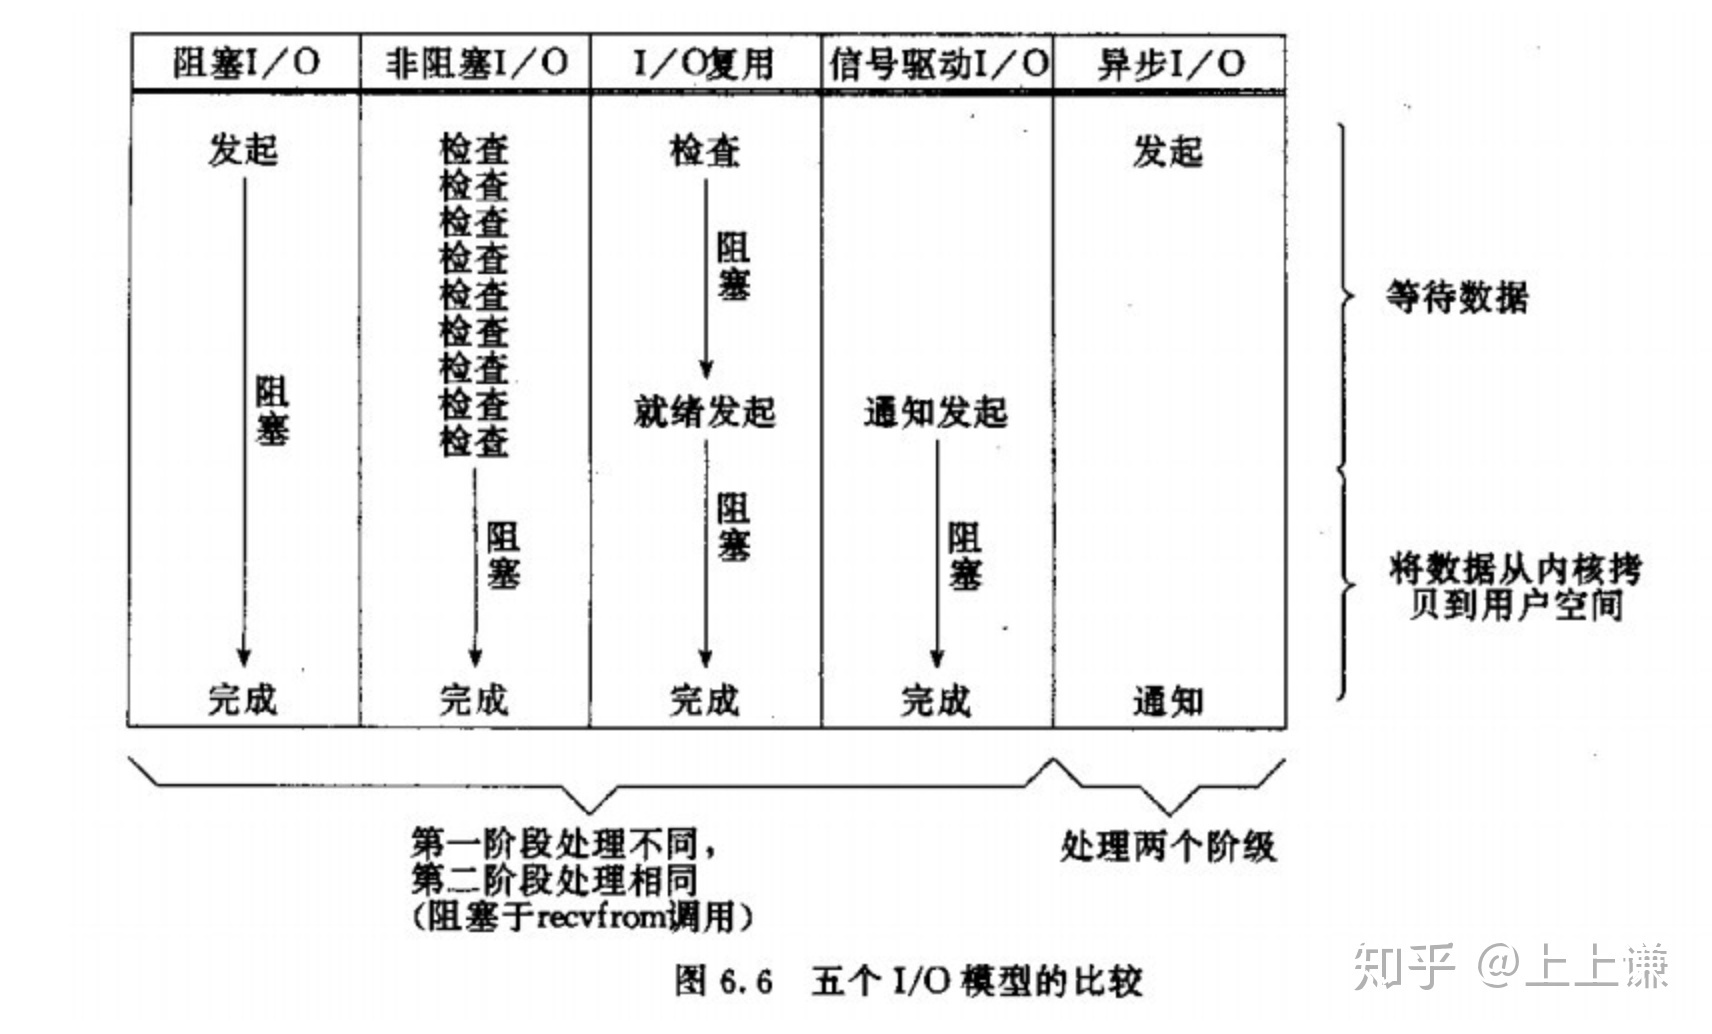 阻塞I/O 非阻塞I/O I/O复用 信号驱动I/O 异步I/O
发起 检查 检查 发起
检查
检查
检查
检查
检查
检查
检查
检查
阻塞
等待数据
阻塞
就绪发起 通知发起
阻塞
阻塞
阻塞
将数据从内核拷
贝到用户空间
完成 完成 完成 完成 通知
第一阶段处理不同，
第二阶段处理相同
(阻塞于recvfrom调用)
处理两个阶级
图 6.6 五个 I/O 模型的比较
知乎 @上上谦